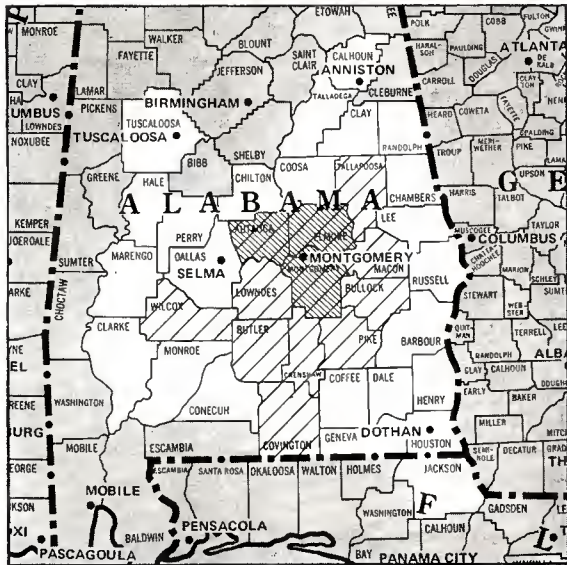 ETOWAH
MONROE
WALKER
FAYETTE
BLOUNT
SAINT CLAIR
CALHOUN
ANNISTON
CLEBURNE
POLK
HARALSON
PAULDING
COBB
FULTON
ATLANTA
DE KALB
DOUGLAS
CARROLL
CLAYTON
JEFFERSON
CLAY
LAMAR
UMBUS
LOWNDES
NOXUBEE
PICKENS
BIRMINGHAM
TUSCALOOSA
TUSCALOOSA
TALLADEGA
CLAY
RANDOLPH
HEARD
COWETA
FAYETTE
SPALDING
TROUP
MERIWETHER
PIKE
SHELBY
BIBB
GREENE
HALE
CHILTON
COOSA
TALLAPOOSA
CHAMBERS
HARRIS
UPSON
TALBOT
G E
A L A B A M A
LEE
KEMPER
SUMTER
PERRY
AUTAUGA
ELMORE
MUSCOGEE
COLUMBUS
TAYLOR
CHATTAHOOCHEE
MARION
SCHLEY
MARENGO
DALLAS
SELMA
MONTGOMERY
MONTGOMERY
MACON
RUSSELL
CHOCTAW
LOWNDES
BULLOCK
STEWART
WEBSTER
WILCOX
CLARKE
BUTLER
PIKE
BARBOUR
QUITMAN
TERRELL
RANDOLPH
CLAY
CALHOUN
MONROE
CRENSHAW
COFFEE
DALE
HENRY
EARLY
BAKER
MILLER
WASHINGTON
CONECUH
COVINGTON
GENEVA
DOTHAN
HOUSTON
SEMINOLE
DECATUR
ESCAMBIA
MOBILE
ESCAMBIA
SANTA ROSA
OKALOOSA
WALTON
HOLMES
JACKSON
GEORGE
MOBILE
F
L
WASHINGTON
GADSDEN
CALHOUN
BALDWIN
PENSACOLA
PASCAGOULA
BAY
PANAMA CITY